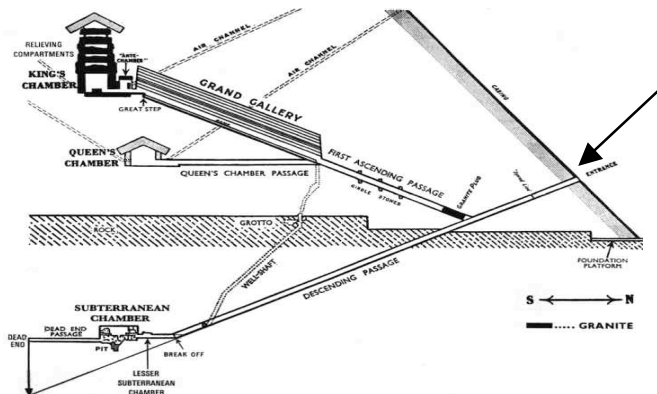 RELIEVING
COMPARTMENTS
"ANTE-
CHAMBER"
KING'S
CHAMBER
GREAT STEP
AIR CHANNEL
AIR CHANNEL
GRAND GALLERY
RAMP
CASING
QUEEN'S
CHAMBER
QUEEN'S CHAMBER PASSAGE
FIRST ASCENDING PASSAGE
GIRDLE STONES
GRANITE PLUG
ENTRANCE
GROTTO
ROCK
WELL-SHAFT
DESCENDING PASSAGE
FOUNDATION
PLATFORM
SUBTERRANEAN
CHAMBER
DEAD END
PASSAGE
DEAD
END
PIT
BREAK OFF
LESSER
SUBTERRANEAN
CHAMBER
S N
GRANITE